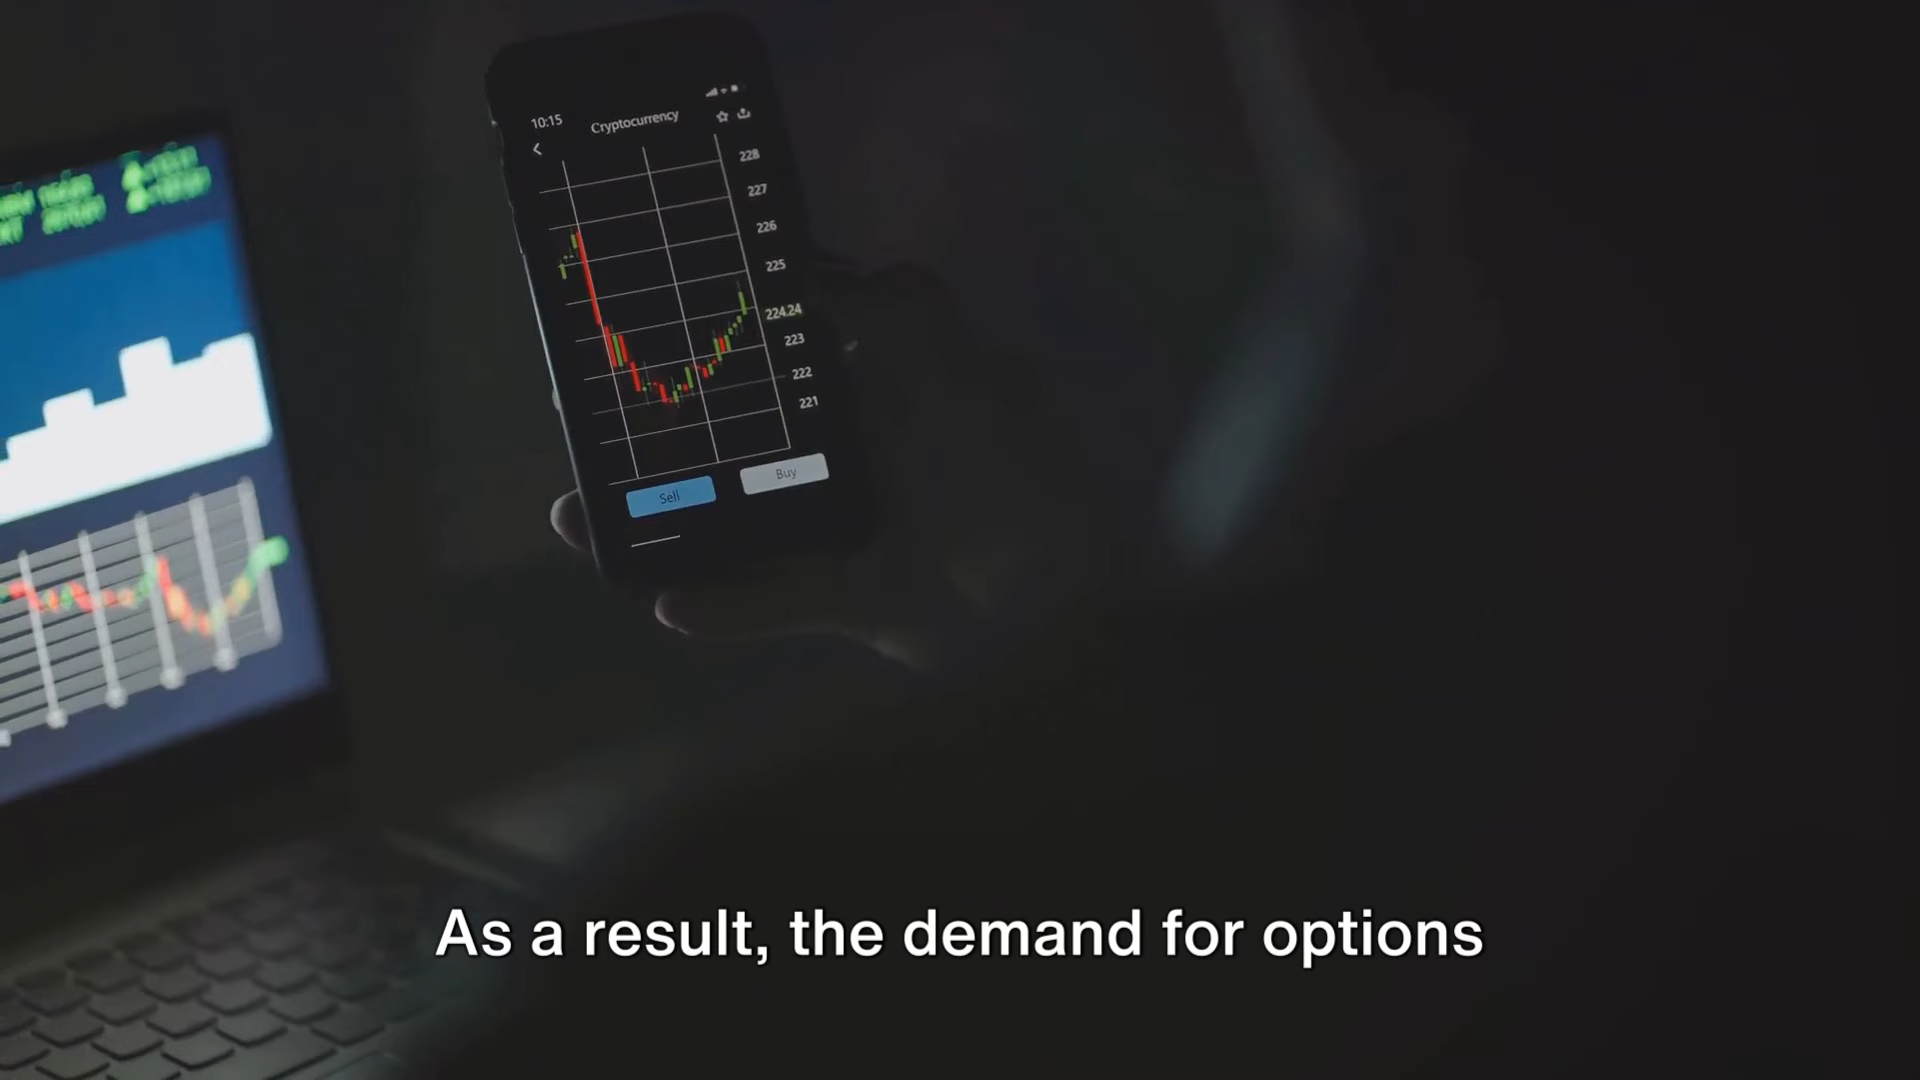 10:15
Cryptocurrency
228
227
226
225
224.24
223
222
221
Sell
Buy
As a result, the demand for options